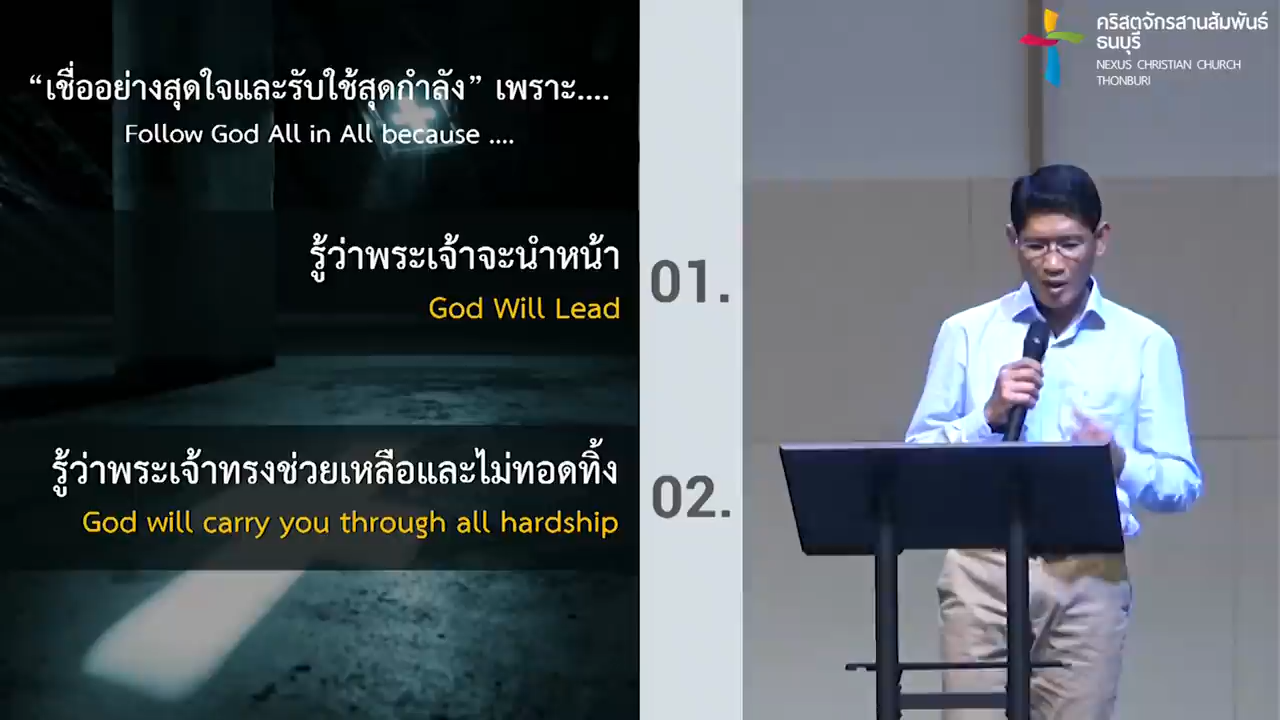 “เชื่ออย่างสุดใจและรับใช้สุดกำลัง” เพราะ....
Follow God All in All because ....
รู้ว่าพระเจ้าจะนำหน้า
God Will Lead
01.
รู้ว่าพระเจ้าทรงช่วยเหลือและไม่ทอดทิ้ง
God will carry you through all hardship
02.
คริสตจักรสานสัมพันธ์
ธนบุรี
NEXUS CHRISTIAN CHURCH
THONBURI